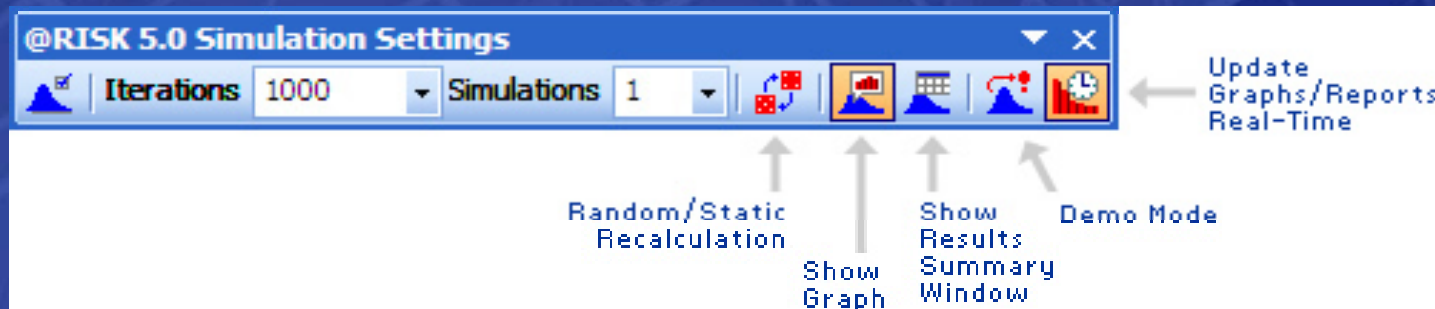 @RISK 5.0 Simulation Settings
Iterations 1000 Simulations 1
Update
Graphs/Reports
Real-Time
Random/Static
Recalculation
Show
Graph
Show
Results
Summary
Window
Demo Mode